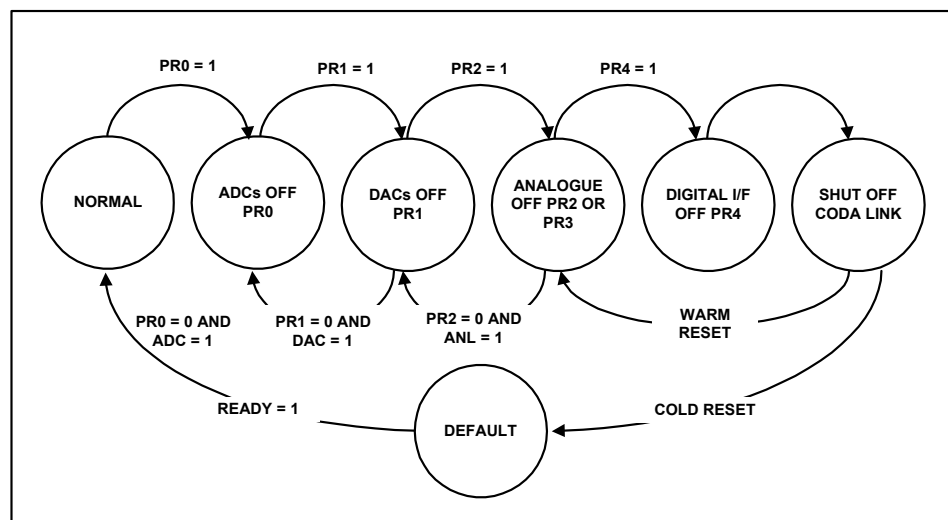 PR0 = 1
PR1 = 1
PR2 = 1
PR4 = 1
NORMAL
ADCs OFF
PR0
DACs OFF
PR1
ANALOGUE
OFF PR2 OR
PR3
DIGITAL I/F
OFF PR4
SHUT OFF
CODA LINK
PR0 = 0 AND
ADC = 1
PR1 = 0 AND
DAC = 1
PR2 = 0 AND
ANL = 1
WARM
RESET
READY = 1
DEFAULT
COLD RESET